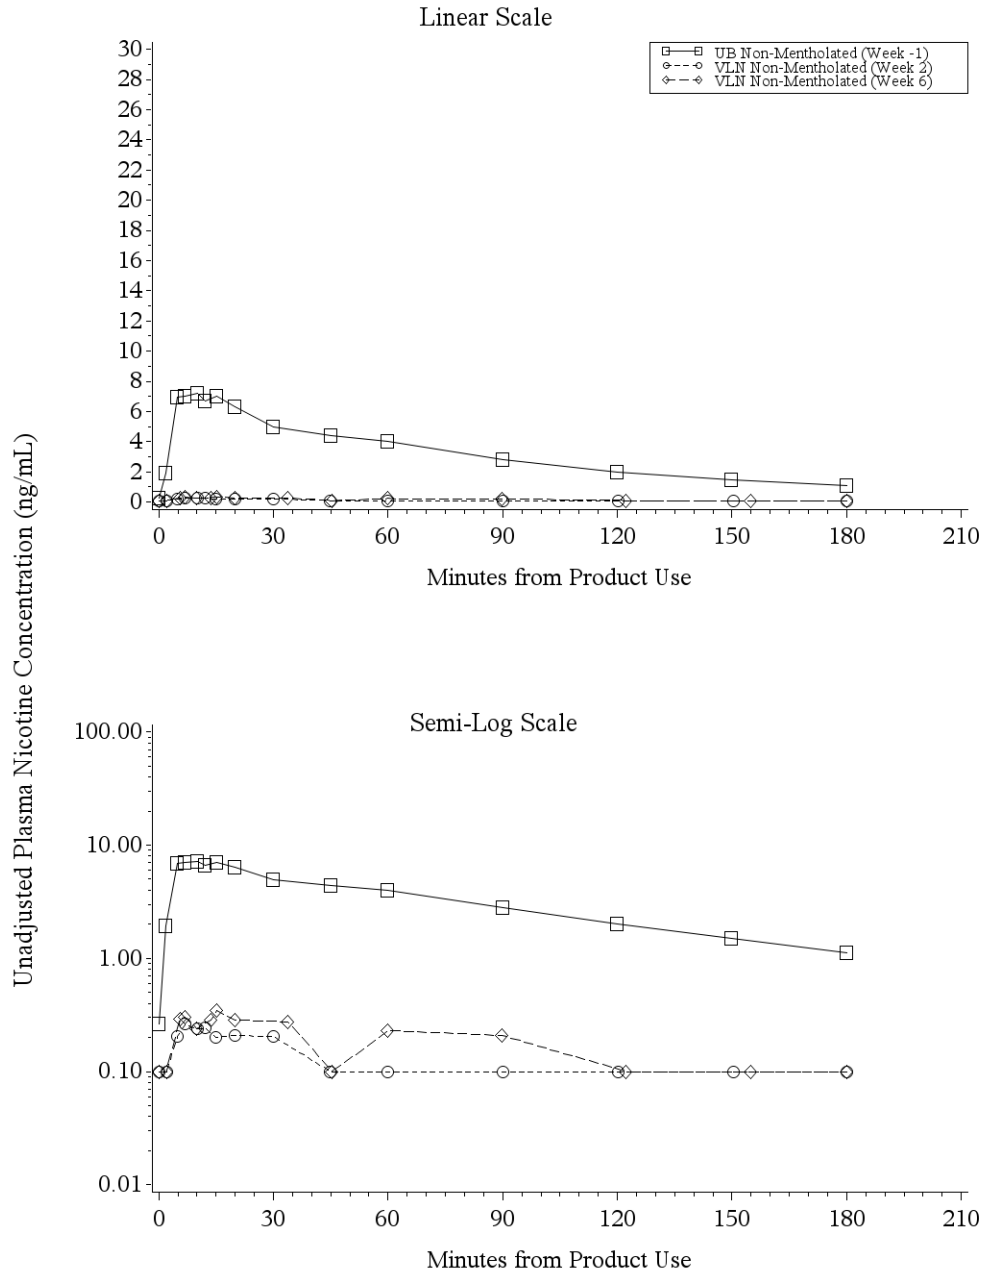 Linear Scale
30
28
26
24
22
20
18
16
14
12
10
8
6
4
2
0
UB Non-Mentholated (Week -1)
VLN Non-Mentholated (Week 2)
VLN Non-Mentholated (Week 6)
0 30 60 90 120 150 180 210
Minutes from Product Use
Unadjusted Plasma Nicotine Concentration (ng/mL)
Semi-Log Scale
100.00
10.00
1.00
0.10
0.01
0 30 60 90 120 150 180 210
Minutes from Product Use